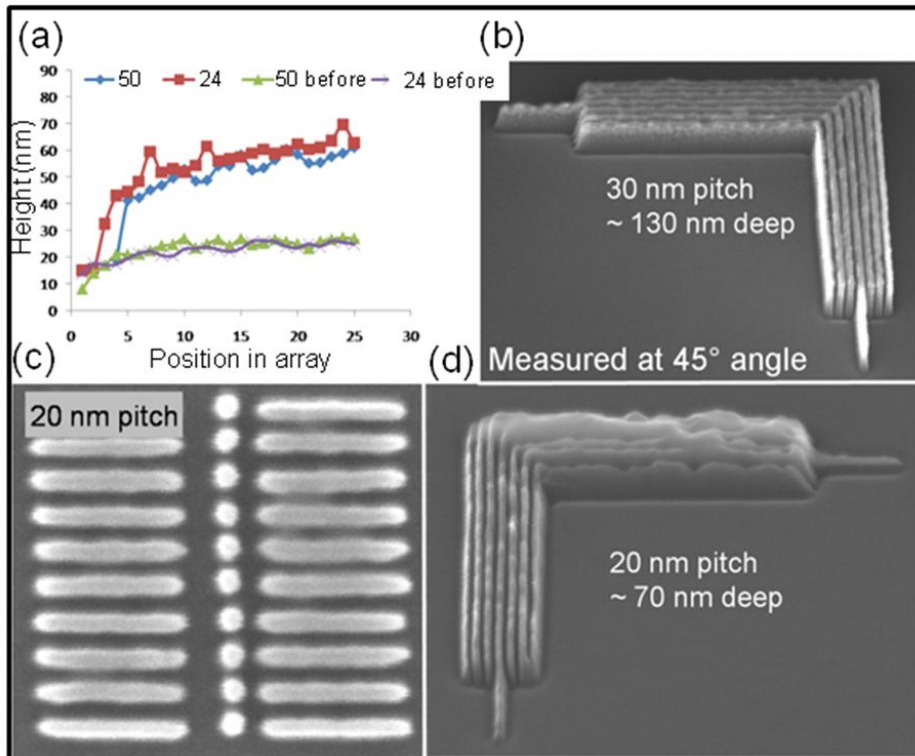 (a)
50 24 50 before 24 before
90
80
70
60
50
40
30
20
10
0
Height (nm)
0 5 10 15 20 25 30
Position in array
(b)
30 nm pitch
~ 130 nm deep
Measured at 45° angle
(c)
20 nm pitch
(d)
20 nm pitch
~ 70 nm deep